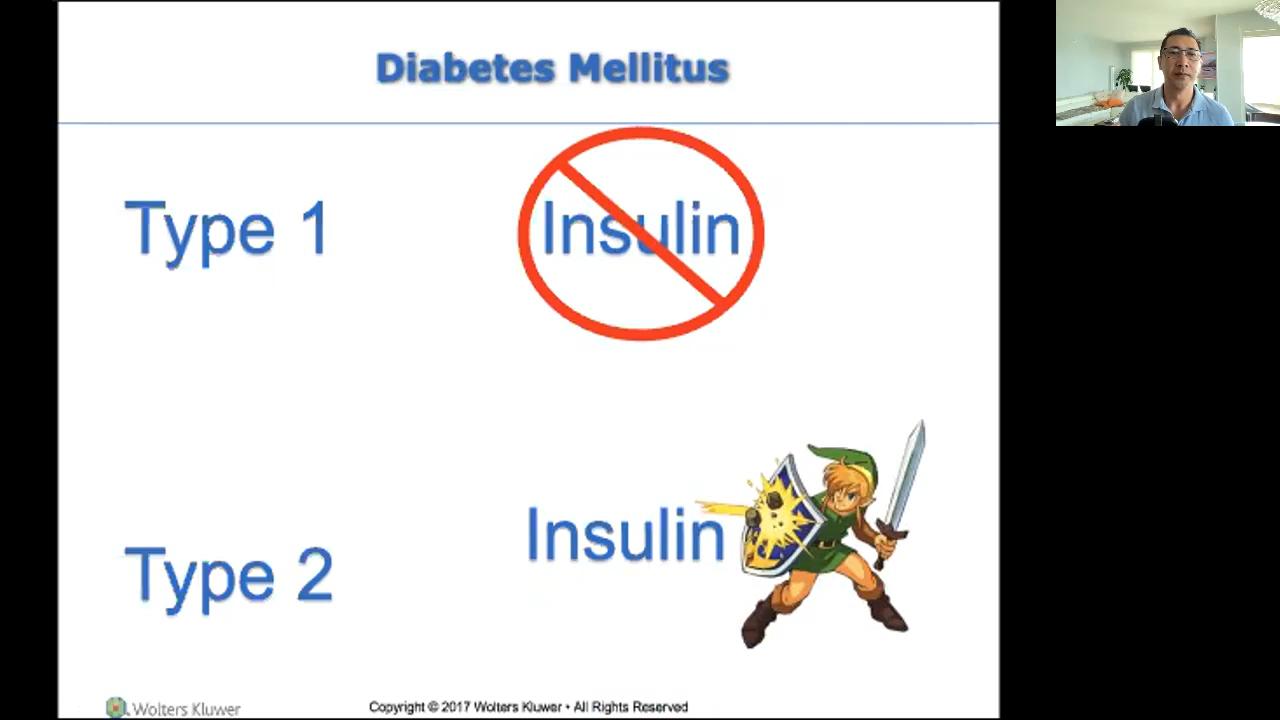 Diabetes Mellitus
Type 1
Insulin
Insulin
Type 2
Wolters Kluwer
Copyright © 2017 Wolters Kluwer • All Rights Reserved